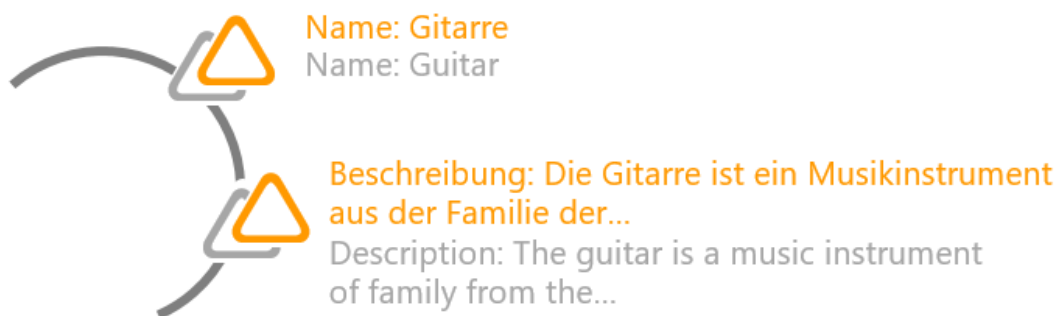 Name: Gitarre
Name: Guitar
Beschreibung: Die Gitarre ist ein Musikinstrument
aus der Familie der...
Description: The guitar is a music instrument
of family from the...